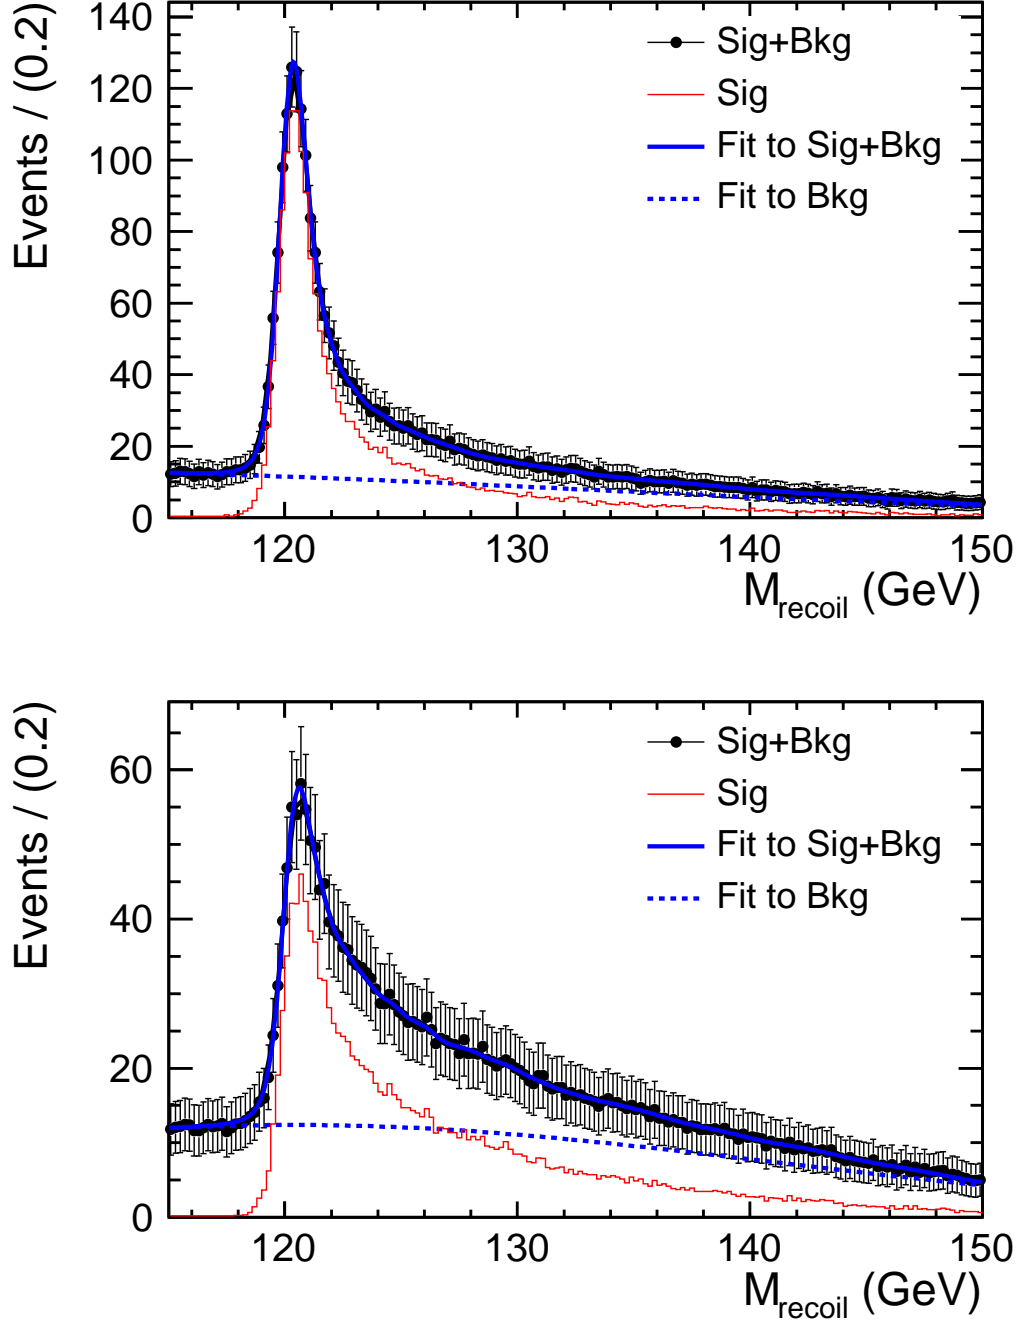 Events / (0.2)
140
120
100
80
60
40
20
0
Sig+Bkg
Sig
Fit to Sig+Bkg
Fit to Bkg
120 130 140 150
M_recoil (GeV)
Events / (0.2)
60
40
20
0
Sig+Bkg
Sig
Fit to Sig+Bkg
Fit to Bkg
120 130 140 150
M_recoil (GeV)